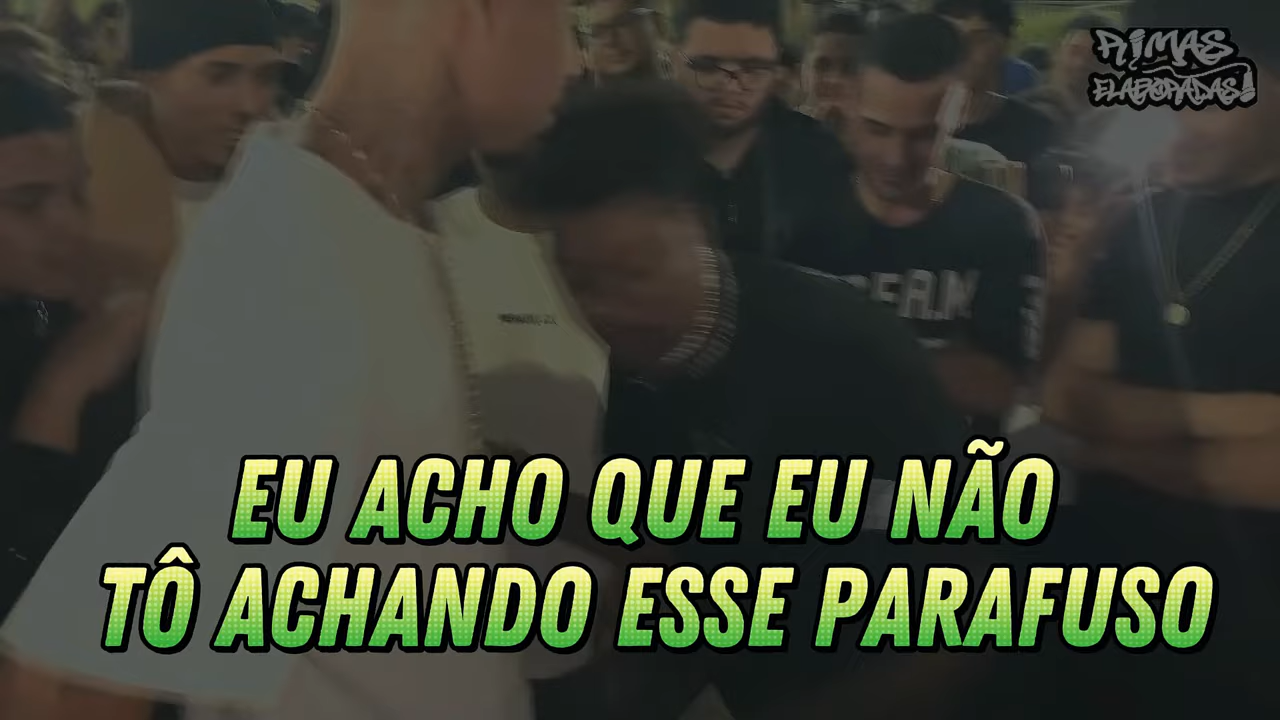 RIMAS
ELABORADAS!
EU ACHO QUE EU NÃO
TÔ ACHANDO ESSE PARAFUSO